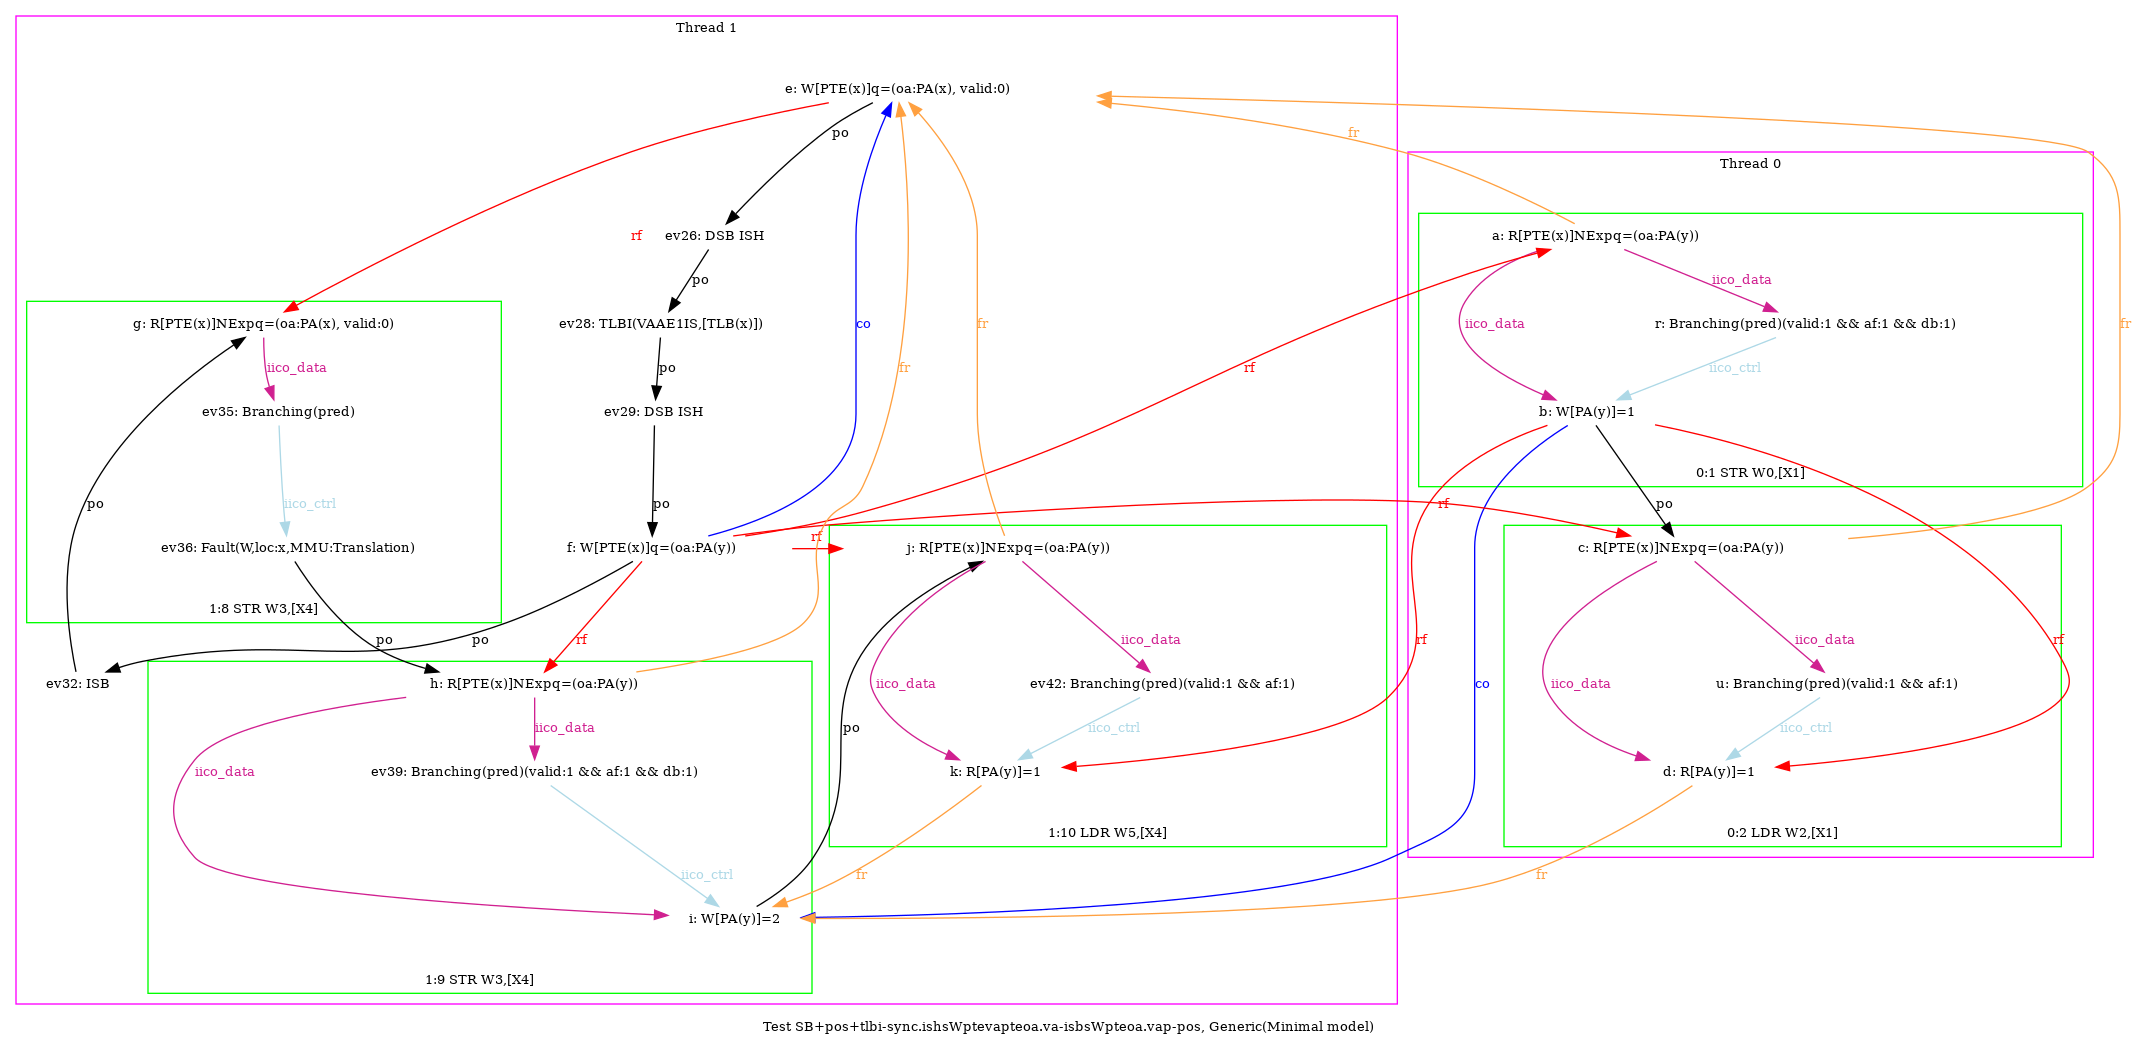 Thread 1
e: W[PTE(x)]q=(oa:PA(x), valid:0)
po
fr
Thread 0
rf
ev26: DSB ISH
a: R[PTE(x)]NExpq=(oa:PA(y))
po
iico_data
g: R[PTE(x)]NExpq=(oa:PA(x), valid:0)
ev28: TLBI(VAAE1IS,[TLB(x)])
co
fr
iico_data
r: Branching(pred)(valid:1 && af:1 && db:1)
fr
iico_data
po
fr
rf
iico_ctrl
ev35: Branching(pred)
ev29: DSB ISH
b: W[PA(y)]=1
0:1 STR W0,[X1]
po
iico_ctrl
po
rf
po
rf
ev36: Fault(W,loc:x,MMU:Translation)
f: W[PTE(x)]q=(oa:PA(y))
j: R[PTE(x)]NExpq=(oa:PA(y))
c: R[PTE(x)]NExpq=(oa:PA(y))
1:8 STR W3,[X4]
po
po
rf
iico_data
rf
iico_data
rf
ev32: ISB
h: R[PTE(x)]NExpq=(oa:PA(y))
iico_data
ev42: Branching(pred)(valid:1 && af:1)
co
iico_data
u: Branching(pred)(valid:1 && af:1)
iico_data
po
iico_ctrl
iico_ctrl
iico_data
ev39: Branching(pred)(valid:1 && af:1 && db:1)
k: R[PA(y)]=1
d: R[PA(y)]=1
1:10 LDR W5,[X4]
0:2 LDR W2,[X1]
iico_ctrl
fr
fr
i: W[PA(y)]=2
1:9 STR W3,[X4]
Test SB+pos+tlbi-sync.ishsWptevapteoa.va-isbsWpteoa.vap-pos, Generic(Minimal model)